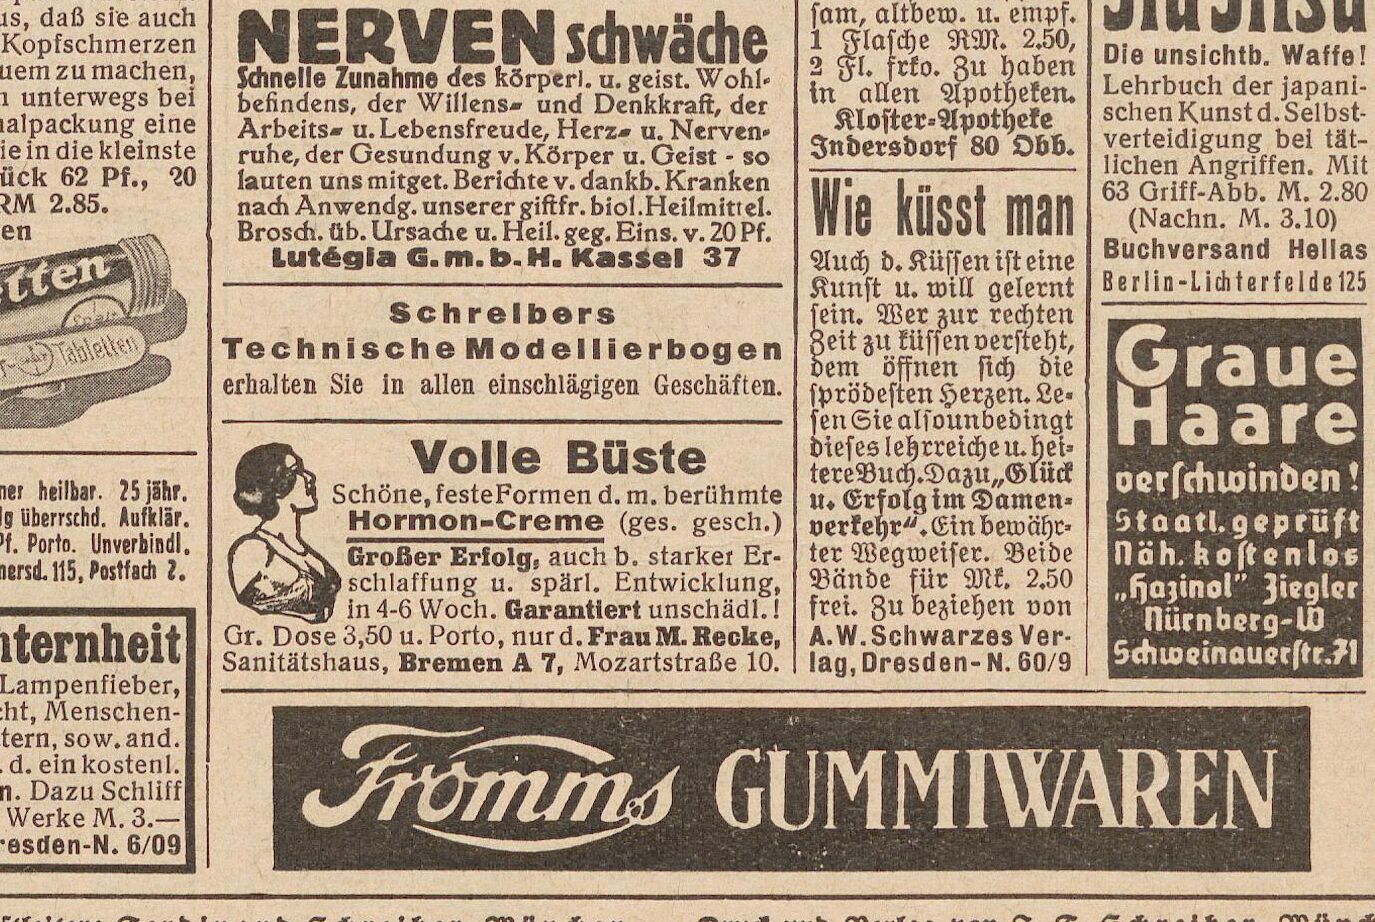 us, daß sie auch
Kopfschmerzen
uem zu machen,
unterwegs bei
nalpackung eine
ie in die kleinste
ück 62 Pf., 20
RM 2.85.
en
etten
Tabletten
ner heilbar. 25 jähr.
lg überrschd. Aufklär.
Pf. Porto. Unverbindl.
mersd. 115, Postfach 2.
nternheit
Lampenfieber,
cht, Menschen-
tern, sow. and.
. d. ein kostenl.
n. Dazu Schliff
Werke M. 3.—
resden-N. 6/09
NERVENschwäche
Schnelle Zunahme des körperl. u. geist. Wohl-
befindens, der Willens- und Denkkraft, der
Arbeits- u. Lebensfreude, Herz- u. Nerven-
ruhe, der Gesundung v. Körper u. Geist - so
lauten uns mitget. Berichte v. dankb. Kranken
nach Anwendg. unserer giftfr. biol. Heilmittel.
Brosch. üb. Ursache u. Heil. geg. Eins. v. 20 Pf.
Lutégia G.m.b.H. Kassel 37
Schreibers
Technische Modellierbogen
erhalten Sie in allen einschlägigen Geschäften.
Volle Büste
Schöne, feste Formen d. m. berühmte
Hormon-Creme (ges. gesch.)
Großer Erfolg, auch b. starker Er-
schlaffung u. spärl. Entwicklung,
in 4-6 Woch. Garantiert unschädl.!
Gr. Dose 3,50 u. Porto, nur d. Frau M. Recke,
Sanitätshaus, Bremen A 7, Mozartstraße 10.
sam, altbew. u. empf.
1 Flasche RM. 2.50,
2 Fl. frko. Zu haben
in allen Apotheken.
Kloster-Apotheke
Indersdorf 80 Obb.
Wie küsst man
Auch d. Küssen ist eine
Kunst u. will gelernt
sein. Wer zur rechten
Zeit zu küssen versteht,
dem öffnen sich die
sprödesten Herzen. Le-
sen Sie also unbedingt
dieses lehrreiche u. hei-
tere Buch. Dazu „Glück
u. Erfolg im Damen-
verkehr“. Ein bewähr-
ter Wegweiser. Beide
Bände für Mk. 2.50
frei. Zu beziehen von
A. W. Schwarzes Ver-
lag, Dresden-N. 60/9
Jiu Jitsu
Die unsichtb. Waffe!
Lehrbuch der japani-
schen Kunst d. Selbst-
verteidigung bei tät-
lichen Angriffen. Mit
63 Griff-Abb. M. 2.80
(Nachn. M. 3.10)
Buchversand Hellas
Berlin-Lichterfelde 125
Graue
Haare
verschwinden!
Staatl. geprüft
Näh. kostenlos
„Hazinol" Ziegler
Nürnberg-W
Schweinauerstr. 71
Fromms GUMMIWAREN